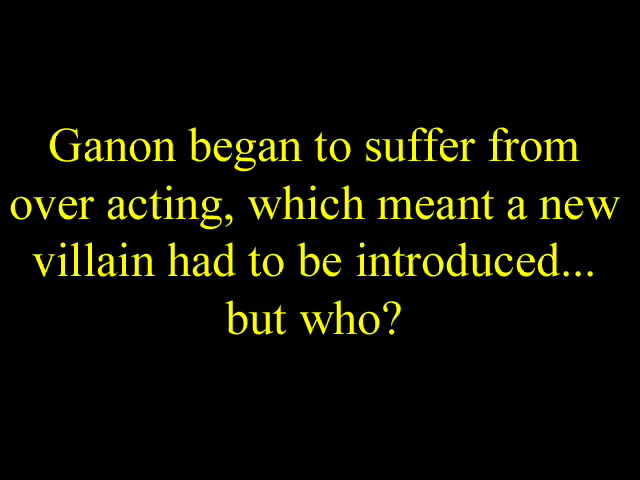 Ganon began to suffer from
over acting, which meant a new
villain had to be introduced...
but who?